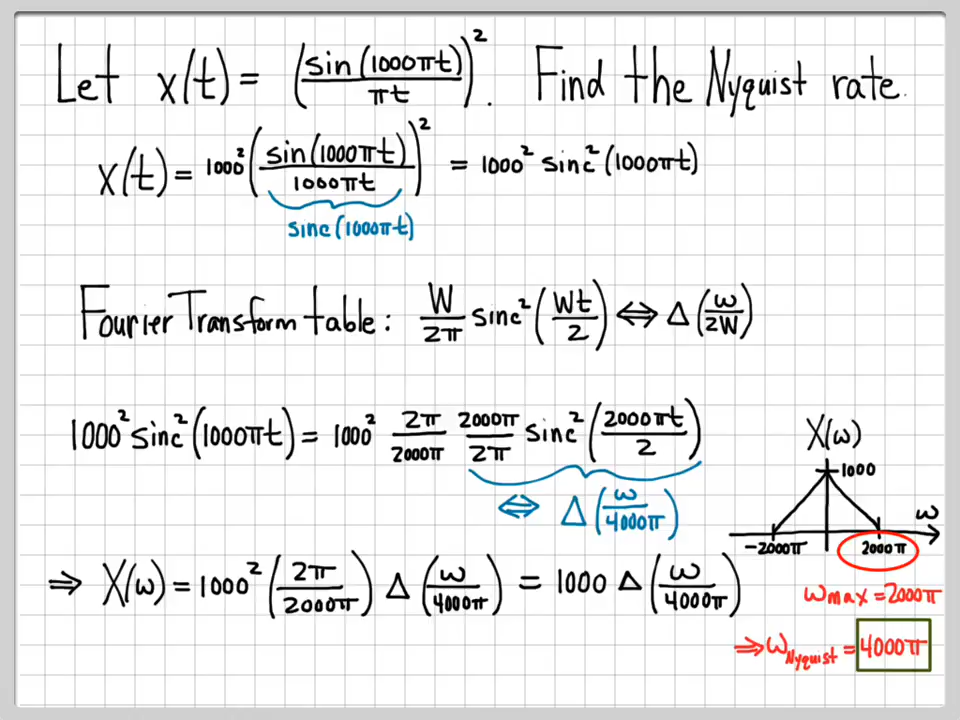 Let x(t) = (sin(1000πt)/πt)². Find the Nyquist rate.
x(t) = 1000² (sin(1000πt)/1000πt)² = 1000² sinc²(1000πt)
sinc(1000πt)
Fourier Transform table: W/2π sinc²(Wt/2) ⇔ Δ(ω/2W)
1000² sinc²(1000πt) = 1000² 2π/2000π 2000π/2π sinc²(2000πt/2)
⇔ Δ(ω/4000π)
X(ω)
1000
ω
-2000π 2000π
⇒ X(ω) = 1000² (2π/2000π) Δ(ω/4000π) = 1000 Δ(ω/4000π)
ωmax = 2000π
⇒ ωNyquist = 4000π